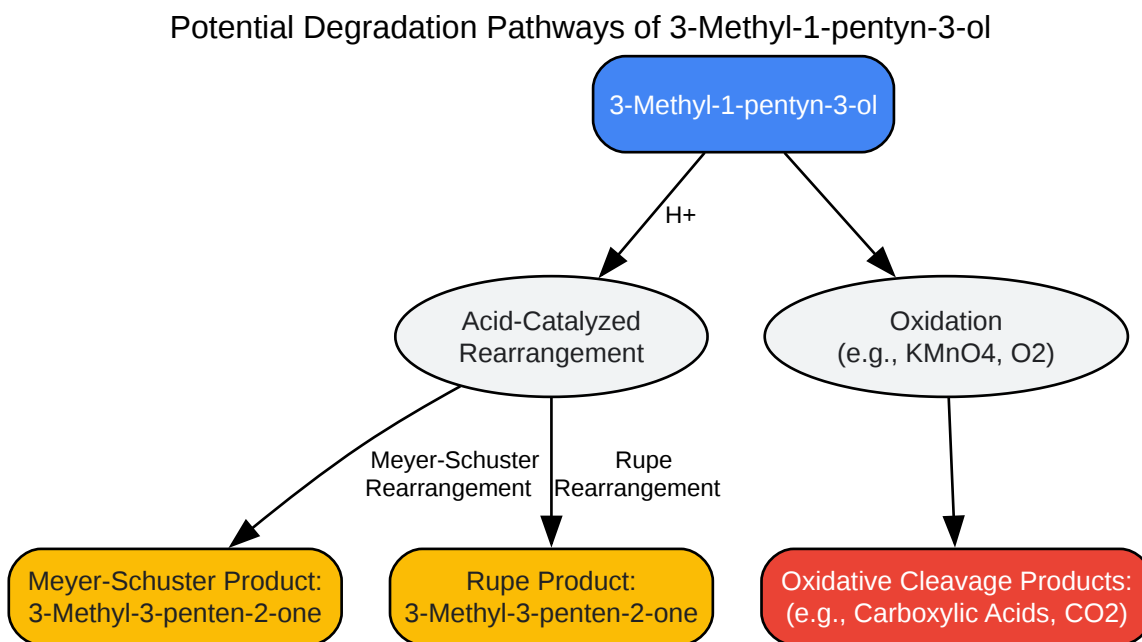 Potential Degradation Pathways of 3-Methyl-1-pentyn-3-ol
3-Methyl-1-pentyn-3-ol
H+
Acid-Catalyzed
Rearrangement
Oxidation
(e.g., KMnO4, O2)
Meyer-Schuster
Rearrangement
Rupe
Rearrangement
Meyer-Schuster Product:
3-Methyl-3-penten-2-one
Rupe Product:
3-Methyl-3-penten-2-one
Oxidative Cleavage Products:
(e.g., Carboxylic Acids, CO2)